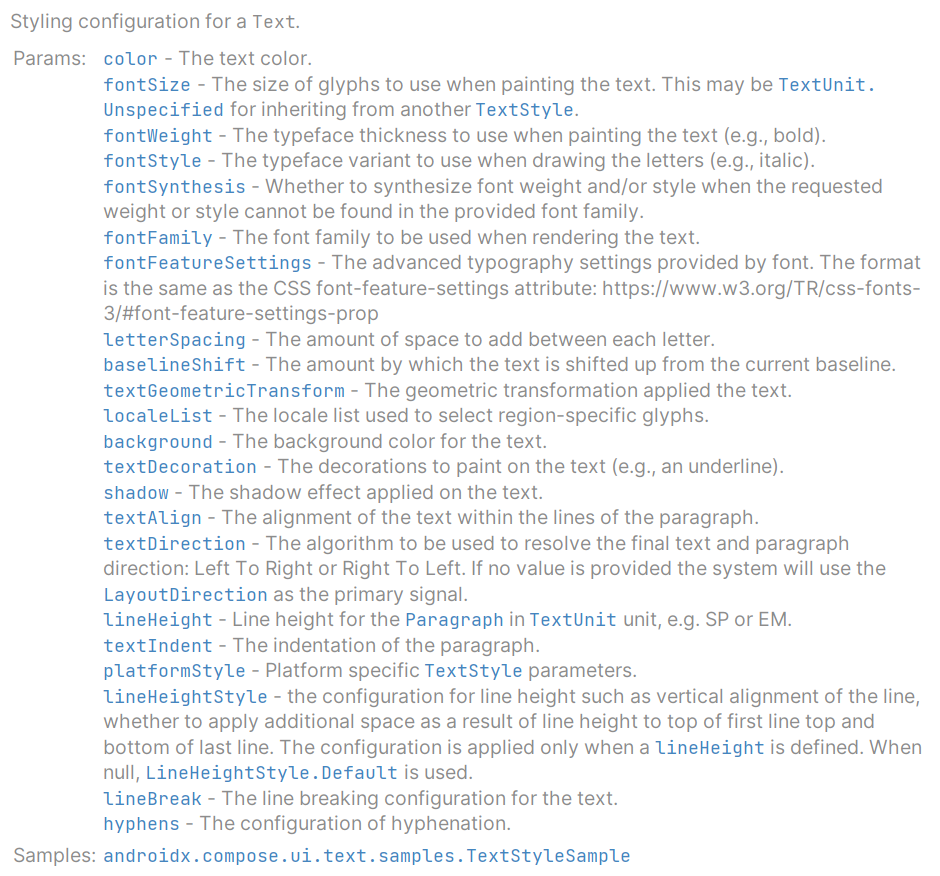 Styling configuration for a Text.
Params: color - The text color.
fontSize - The size of glyphs to use when painting the text. This may be TextUnit.
Unspecified for inheriting from another TextStyle.
fontWeight - The typeface thickness to use when painting the text (e.g., bold).
fontStyle - The typeface variant to use when drawing the letters (e.g., italic).
fontSynthesis - Whether to synthesize font weight and/or style when the requested
weight or style cannot be found in the provided font family.
fontFamily - The font family to be used when rendering the text.
fontFeatureSettings - The advanced typography settings provided by font. The format
is the same as the CSS font-feature-settings attribute: https://www.w3.org/TR/css-fonts-
3/#font-feature-settings-prop
letterSpacing - The amount of space to add between each letter.
baselineShift - The amount by which the text is shifted up from the current baseline.
textGeometricTransform - The geometric transformation applied the text.
localeList - The locale list used to select region-specific glyphs.
background - The background color for the text.
textDecoration - The decorations to paint on the text (e.g., an underline).
shadow - The shadow effect applied on the text.
textAlign - The alignment of the text within the lines of the paragraph.
textDirection - The algorithm to be used to resolve the final text and paragraph
direction: Left To Right or Right To Left. If no value is provided the system will use the
LayoutDirection as the primary signal.
lineHeight - Line height for the Paragraph in TextUnit unit, e.g. SP or EM.
textIndent - The indentation of the paragraph.
platformStyle - Platform specific TextStyle parameters.
lineHeightStyle - the configuration for line height such as vertical alignment of the line,
whether to apply additional space as a result of line height to top of first line top and
bottom of last line. The configuration is applied only when a lineHeight is defined. When
null, LineHeightStyle.Default is used.
lineBreak - The line breaking configuration for the text.
hyphens - The configuration of hyphenation.
Samples: androidx.compose.ui.text.samples.TextStyleSample